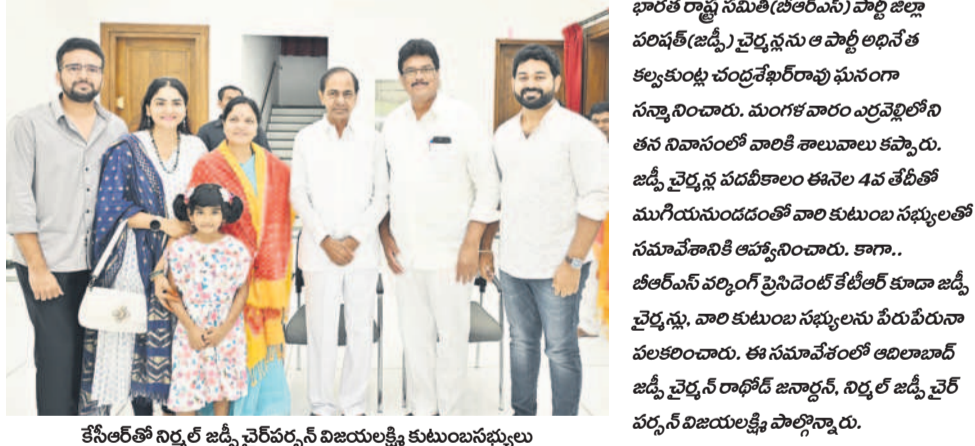 భారత రాష్ట్ర సమితి(బీఆర్ఎస్) పార్టీ జిల్లా
పరిషత్(జడ్పీ) చైర్మన్లను ఆ పార్టీ అధినేత
కల్వకుంట్ల చంద్రశేఖర్‌రావు ఘనంగా
సన్మానించారు. మంగళవారం ఎర్రవెల్లిలోని
తన నివాసంలో వారికి శాలువాలు కప్పారు.
జడ్పీ చైర్మన్ల పదవీకాలం ఈనెల 4వ తేదీతో
ముగియనుండడంతో వారి కుటుంబ సభ్యులతో
సమావేశానికి ఆహ్వానించారు. కాగా..
బీఆర్ఎస్ వర్కింగ్ ప్రెసిడెంట్ కేటీఆర్ కూడా జడ్పీ
చైర్మన్లు, వారి కుటుంబ సభ్యులను పేరుపేరునా
పలకరించారు. ఈ సమావేశంలో ఆదిలాబాద్
జడ్పీ చైర్మన్ రాథోడ్ జనార్దన్, నిర్మల్ జడ్పీ చైర్
పర్సన్ విజయలక్ష్మి పాల్గొన్నారు.
కేసీఆర్‌తో నిర్మల్ జడ్పీ చైర్‌పర్సన్ విజయలక్ష్మి కుటుంబసభ్యులు